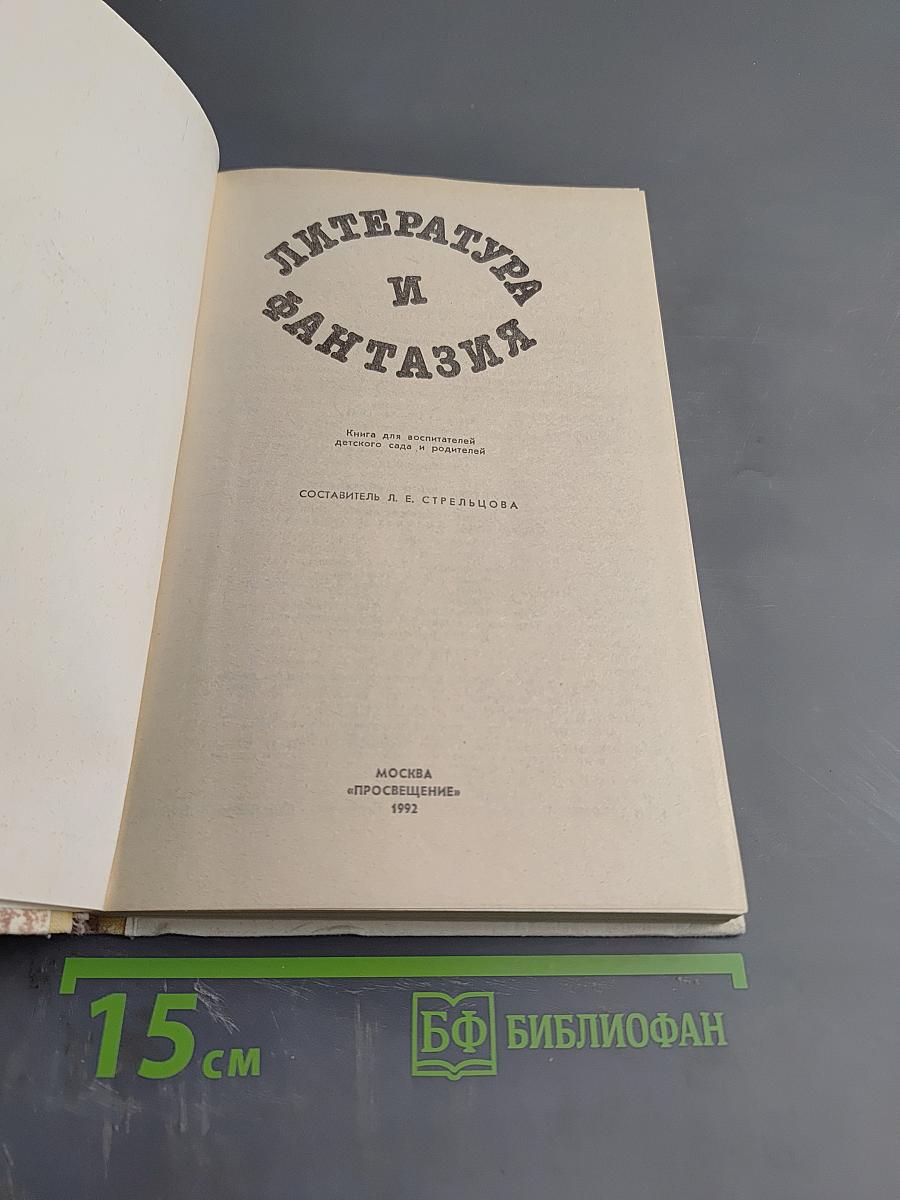 ЛИТЕРАТУРА
И
ФАНТАЗИЯ
Книга для воспитателей
детского сада и родителей
СОСТАВИТЕЛЬ Л. Е. СТРЕЛЬЦОВА
МОСКВА
«ПРОСВЕЩЕНИЕ»
1992
15 см
БФ БИБЛИОФАН